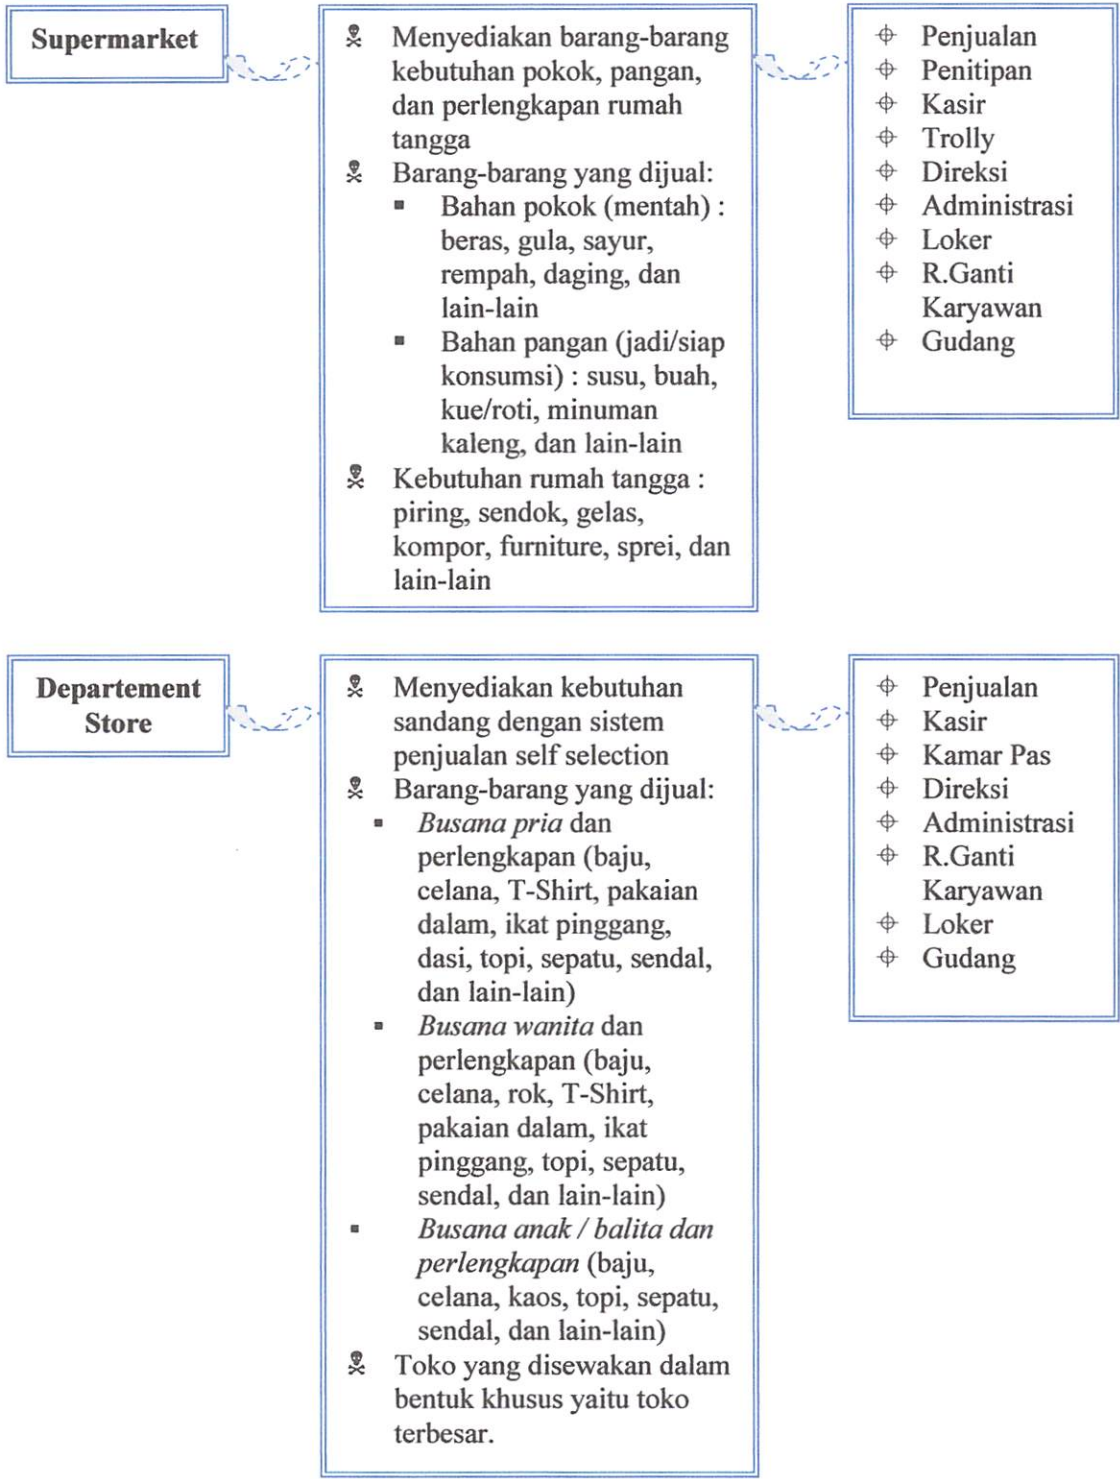 Supermarket
Menyediakan barang-barang
kebutuhan pokok, pangan,
dan perlengkapan rumah
tangga
Barang-barang yang dijual:
Bahan pokok (mentah) :
beras, gula, sayur,
rempah, daging, dan
lain-lain
Bahan pangan (jadi/siap
konsumsi) : susu, buah,
kue/roti, minuman
kaleng, dan lain-lain
Kebutuhan rumah tangga :
piring, sendok, gelas,
kompor, furniture, sprei, dan
lain-lain
Penjualan
Penitipan
Kasir
Trolly
Direksi
Administrasi
Loker
R.Ganti
Karyawan
Gudang
Departement
Store
Menyediakan kebutuhan
sandang dengan sistem
penjualan self selection
Barang-barang yang dijual:
Busana pria dan
perlengkapan (baju,
celana, T-Shirt, pakaian
dalam, ikat pinggang,
dasi, topi, sepatu, sendal,
dan lain-lain)
Busana wanita dan
perlengkapan (baju,
celana, rok, T-Shirt,
pakaian dalam, ikat
pinggang, topi, sepatu,
sendal, dan lain-lain)
Busana anak / balita dan
perlengkapan (baju,
celana, kaos, topi, sepatu,
sendal, dan lain-lain)
Toko yang disewakan dalam
bentuk khusus yaitu toko
terbesar.
Penjualan
Kasir
Kamar Pas
Direksi
Administrasi
R.Ganti
Karyawan
Loker
Gudang